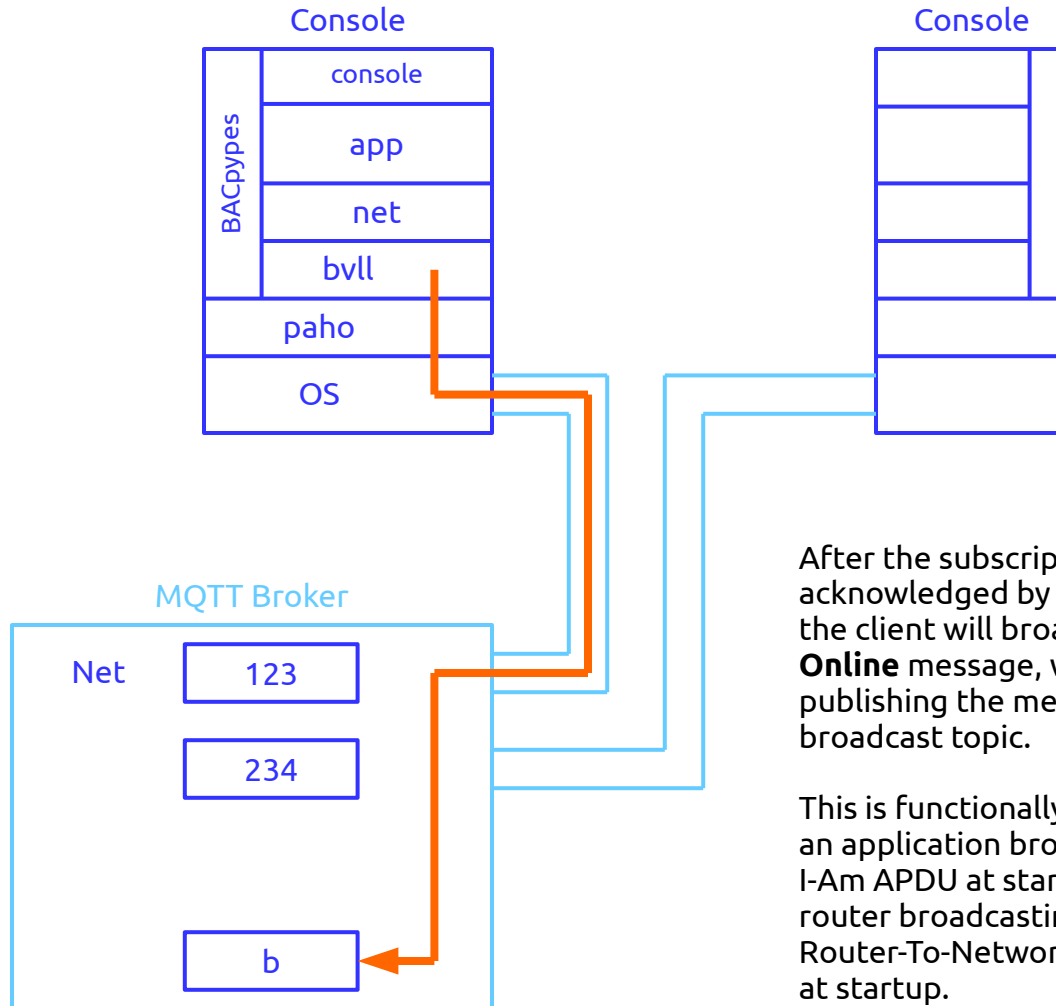 Console
Console
console
BACpypes
app
net
bvll
paho
OS
MQTT Broker
Net
123
234
b
After the subscrip
acknowledged by
the client will broa
Online message, w
publishing the me
broadcast topic.
This is functionally
an application bro
I-Am APDU at star
router broadcastin
Router-To-Networ
at startup.